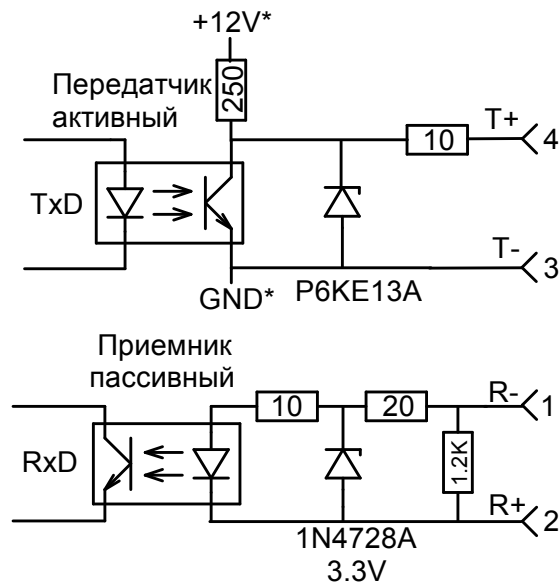 +12V*
Передатчик
активный
250
10
T+
4
TxD
T-
3
GND*
P6KE13A
Приемник
пассивный
10
20
R-
1
RxD
1.2K
R+
2
1N4728A
3.3V